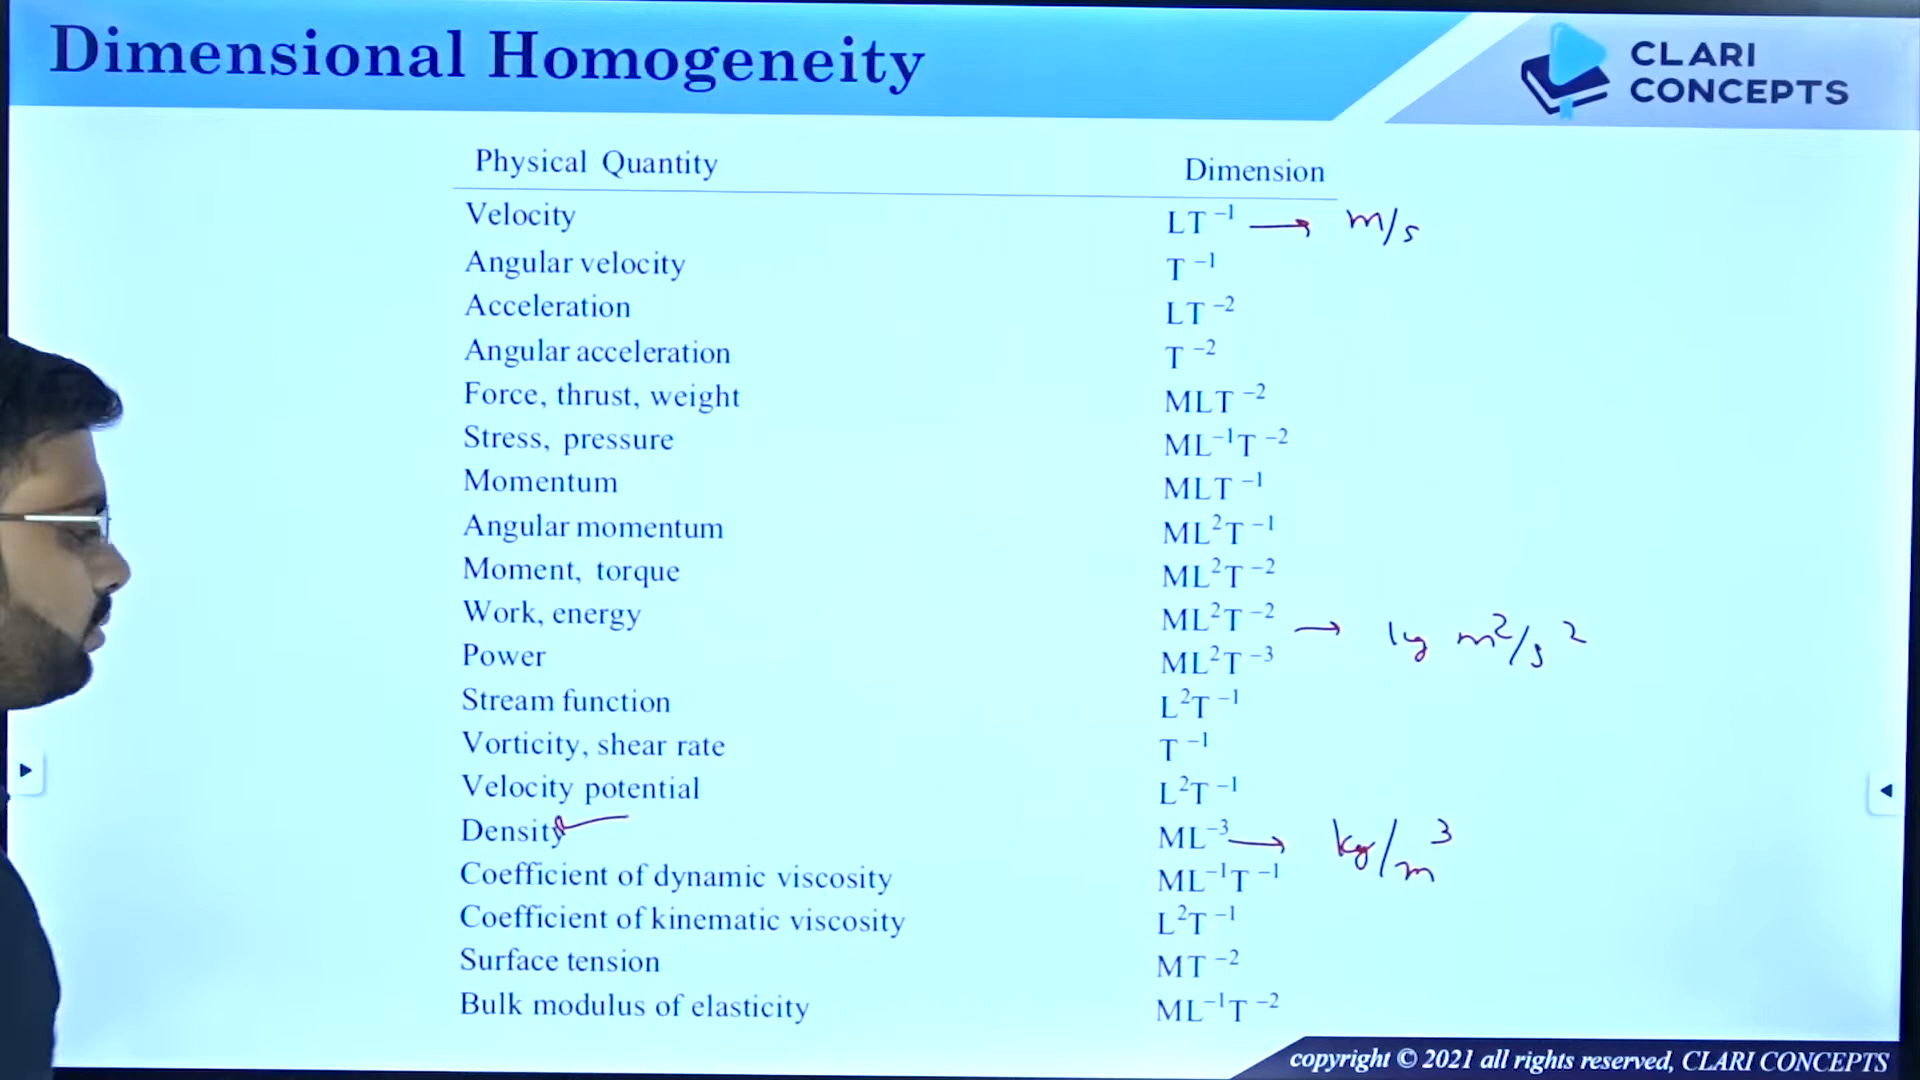 Dimensional Homogeneity
CLARI
CONCEPTS
Physical Quantity Dimension
Velocity LT⁻¹ → m/s
Angular velocity T⁻¹
Acceleration LT⁻²
Angular acceleration T⁻²
Force, thrust, weight MLT⁻²
Stress, pressure ML⁻¹T⁻²
Momentum MLT⁻¹
Angular momentum ML²T⁻¹
Moment, torque ML²T⁻²
Work, energy ML²T⁻² → kg m²/s²
Power ML²T⁻³
Stream function L²T⁻¹
Vorticity, shear rate T⁻¹
Velocity potential L²T⁻¹
Density ML⁻³ → kg/m³
Coefficient of dynamic viscosity ML⁻¹T⁻¹
Coefficient of kinematic viscosity L²T⁻¹
Surface tension MT⁻²
Bulk modulus of elasticity ML⁻¹T⁻²
copyright © 2021 all rights reserved, CLARI CONCEPTS